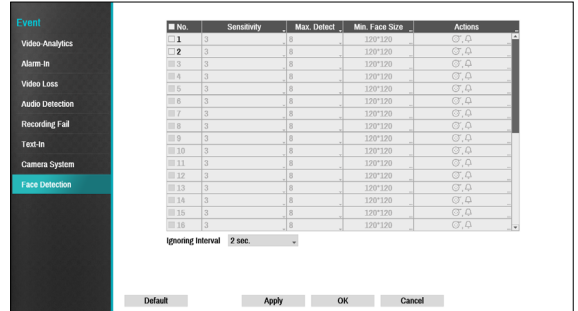 Event
Video-Analytics
Alarm-In
Video Loss
Audio Detection
Recording Fail
Text-In
Camera System
Face Detection
No. Sensitivity Max. Detect Min. Face Size Actions
1 3 8 120*120
2 3 8 120*120
3 3 8 120*120
4 3 8 120*120
5 3 8 120*120
6 3 8 120*120
7 3 8 120*120
8 3 8 120*120
9 3 8 120*120
10 3 8 120*120
11 3 8 120*120
12 3 8 120*120
13 3 8 120*120
14 3 8 120*120
15 3 8 120*120
16 3 8 120*120
Ignoring Interval 2 sec.
Default Apply OK Cancel